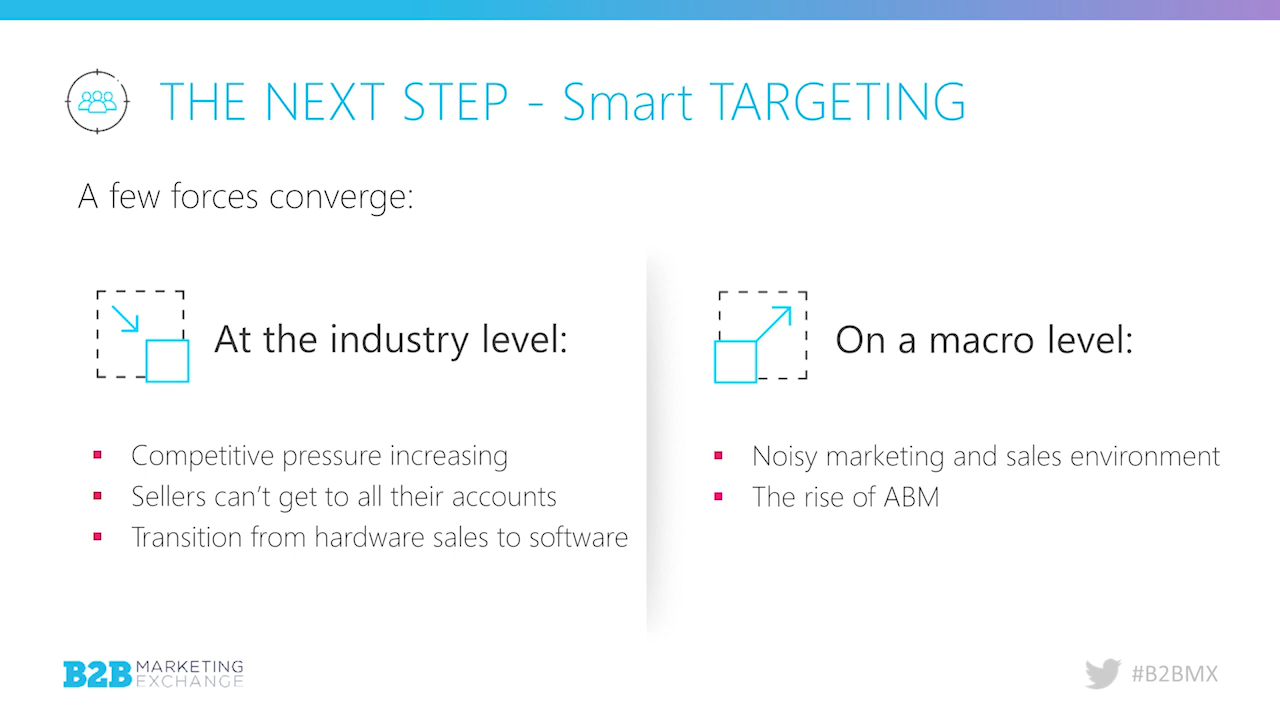 THE NEXT STEP - Smart TARGETING
A few forces converge:
At the industry level:
Competitive pressure increasing
Sellers can’t get to all their accounts
Transition from hardware sales to software
On a macro level:
Noisy marketing and sales environment
The rise of ABM
B2B MARKETING
EXCHANGE
#B2BMX